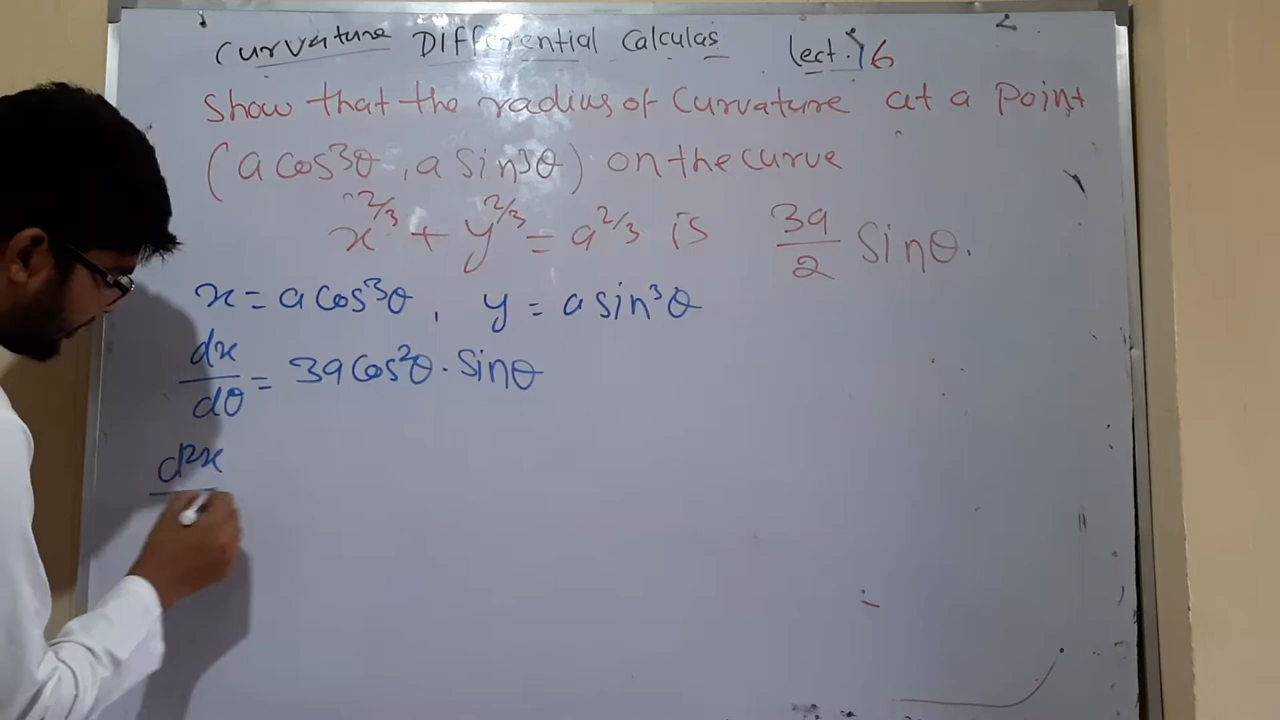 Curvature Differential Calculas lect. 16
Show that the radius of Curvature at a Point
(a cos³θ, a Sin³θ) on the curve
x^2/3 + y^2/3 = a^2/3 is 3a/2 Sinθ.
x = a cos³θ, y = a sin³θ
dx/dθ = 3a cos²θ · Sinθ
d²x